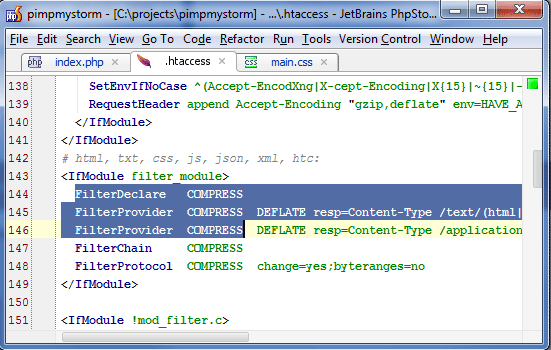 pimpmystorm - [C:\projects\pimpmystorm] - ...\.htaccess - JetBrains PhpSto...
File Edit Search View Go To Code Refactor Run Tools Version Control Window Help
php index.php .htaccess css main.css
138 SetEnvIfNoCase ^(Accept-EncodXng|X-cept-Encoding|X{15}|~{15}|-
139 RequestHeader append Accept-Encoding "gzip,deflate" env=HAVE_A
140 </IfModule>
141 </IfModule>
142 # html, txt, css, js, json, xml, htc:
143 <IfModule filter_module>
144 FilterDeclare COMPRESS
145 FilterProvider COMPRESS DEFLATE resp=Content-Type /text/(html|
146 FilterProvider COMPRESS DEFLATE resp=Content-Type /application
147 FilterChain COMPRESS
148 FilterProtocol COMPRESS change=yes;byteranges=no
149 </IfModule>
150
151 <IfModule !mod_filter.c>